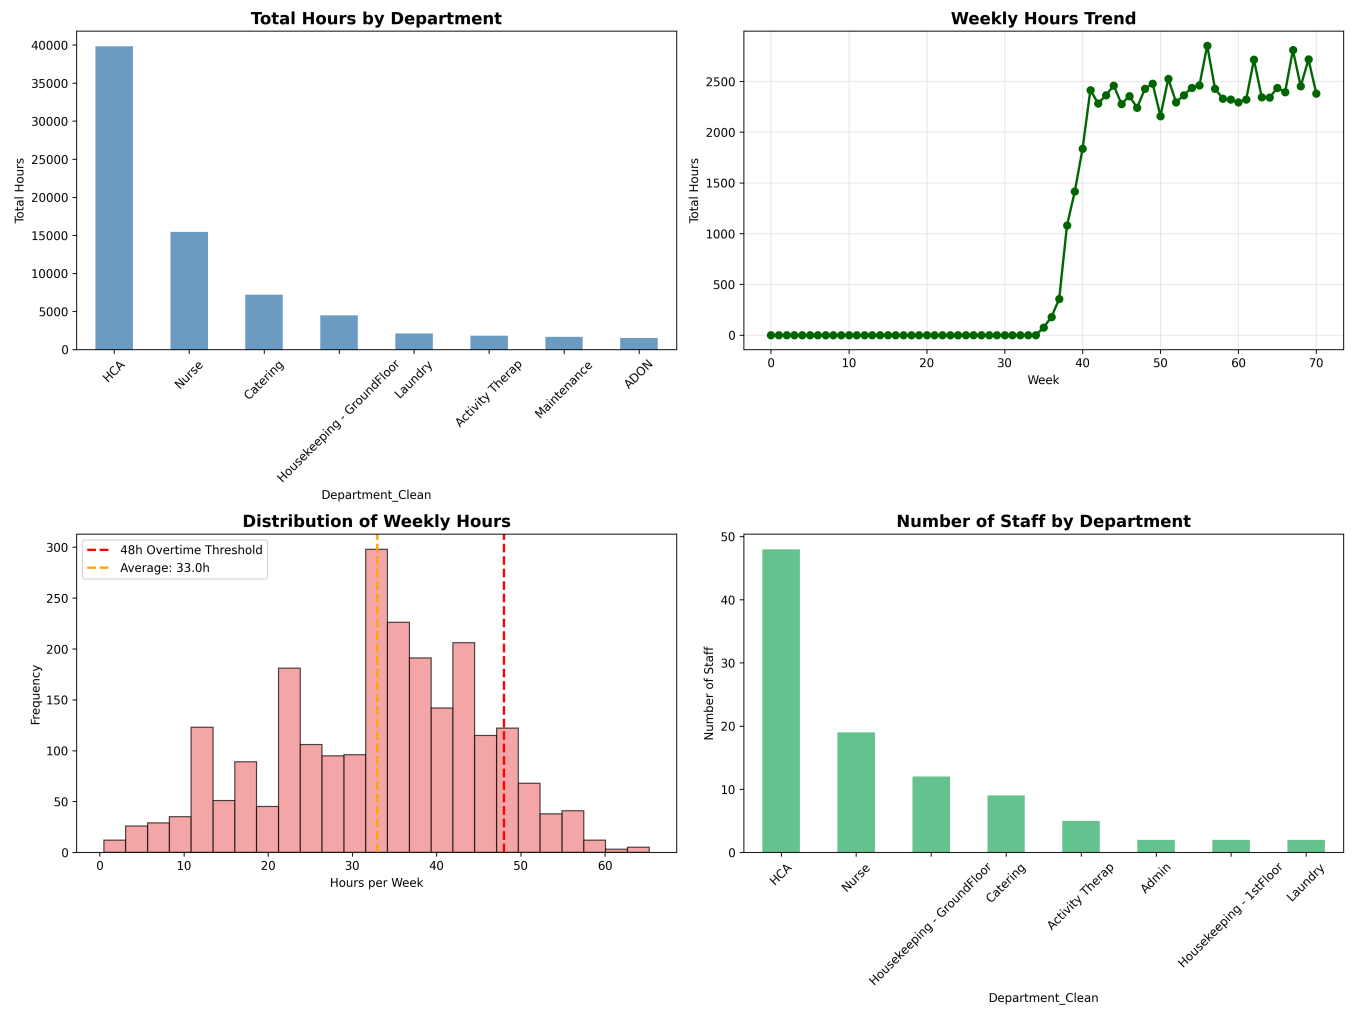 Total Hours by Department
Total Hours
40000
35000
30000
25000
20000
15000
10000
5000
0
HCA
Nurse
Catering
Housekeeping - GroundFloor
Laundry
Activity Therap
Maintenance
ADON
Department_Clean
Weekly Hours Trend
Total Hours
2500
2000
1500
1000
500
0
0 10 20 30 40 50 60 70
Week
Distribution of Weekly Hours
48h Overtime Threshold
Average: 33.0h
Frequency
300
250
200
150
100
50
0
0 10 20 30 40 50 60
Hours per Week
Number of Staff by Department
Number of Staff
50
40
30
20
10
0
HCA
Nurse
Housekeeping - GroundFloor
Catering
Activity Therap
Admin
Housekeeping - 1stFloor
Laundry
Department_Clean